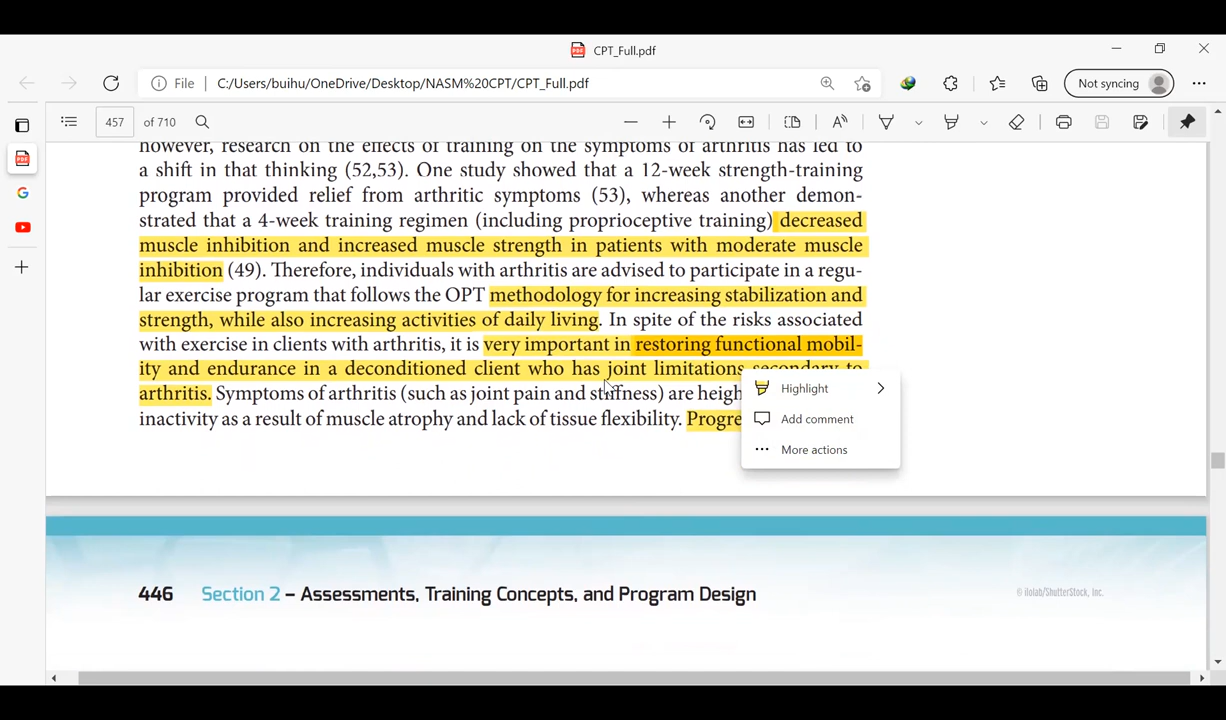 CPT_Full.pdf
File C:/Users/buihu/OneDrive/Desktop/NASM%20CPT/CPT_Full.pdf Not syncing
457 of 710
however, research on the effects of training on the symptoms of arthritis has led to
a shift in that thinking (52,53). One study showed that a 12-week strength-training
program provided relief from arthritic symptoms (53), whereas another demon-
strated that a 4-week training regimen (including proprioceptive training) decreased
muscle inhibition and increased muscle strength in patients with moderate muscle
inhibition (49). Therefore, individuals with arthritis are advised to participate in a regu-
lar exercise program that follows the OPT methodology for increasing stabilization and
strength, while also increasing activities of daily living. In spite of the risks associated
with exercise in clients with arthritis, it is very important in restoring functional mobil-
ity and endurance in a deconditioned client who has joint limitations secondary to
arthritis. Symptoms of arthritis (such as joint pain and stiffness) are
inactivity as a result of muscle atrophy and lack of tissue flexibility.
Highlight
Add comment
More actions
446 Section 2 – Assessments, Training Concepts, and Program Design
© ilolab/ShutterStock, Inc.